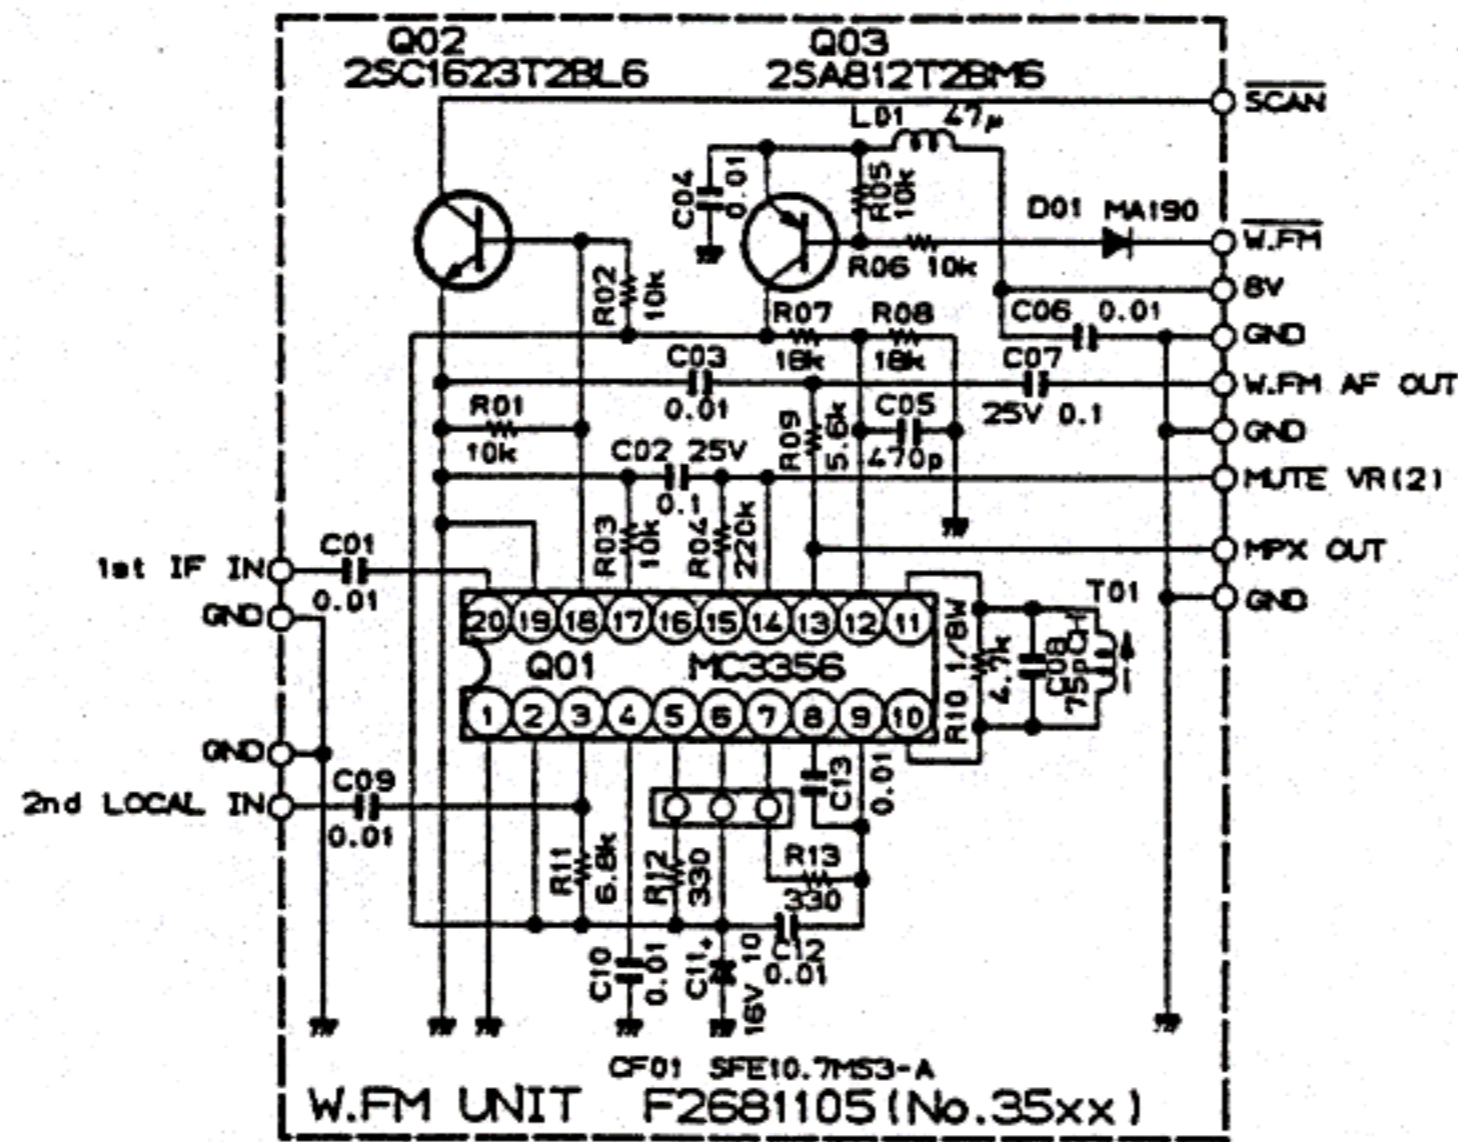 Q02
2SC1623T2BL6
Q03
2SA812T2BM6
SCAN
L01 47μ
C04
0.01
R05
10k
D01 MA190
W.FM
R06 10k
8V
R02
10k
R07
18k
R08
18k
C06 0.01
GND
C03
0.01
C07
25V 0.1
W.FM AF OUT
R01
10k
R09
5.6k
C05
470p
GND
C02 25V
0.1
MUTE VR(2)
R03
10k
R04
220k
MPX OUT
1st IF IN
C01
0.01
GND
T01
GND
20 19 18 17 16 15 14 13 12 11
Q01 MC3356
1 2 3 4 5 6 7 8 9 10
R10 1/8W
4.7k
C08
75pCH
GND
2nd LOCAL IN
C09
0.01
C13
0.01
R11
6.8k
R12
330
R13
330
C10
0.01
C11 +
16V 10
C12
0.01
CF01 SFE10.7MS3-A
W.FM UNIT F2681105(No.35xx)